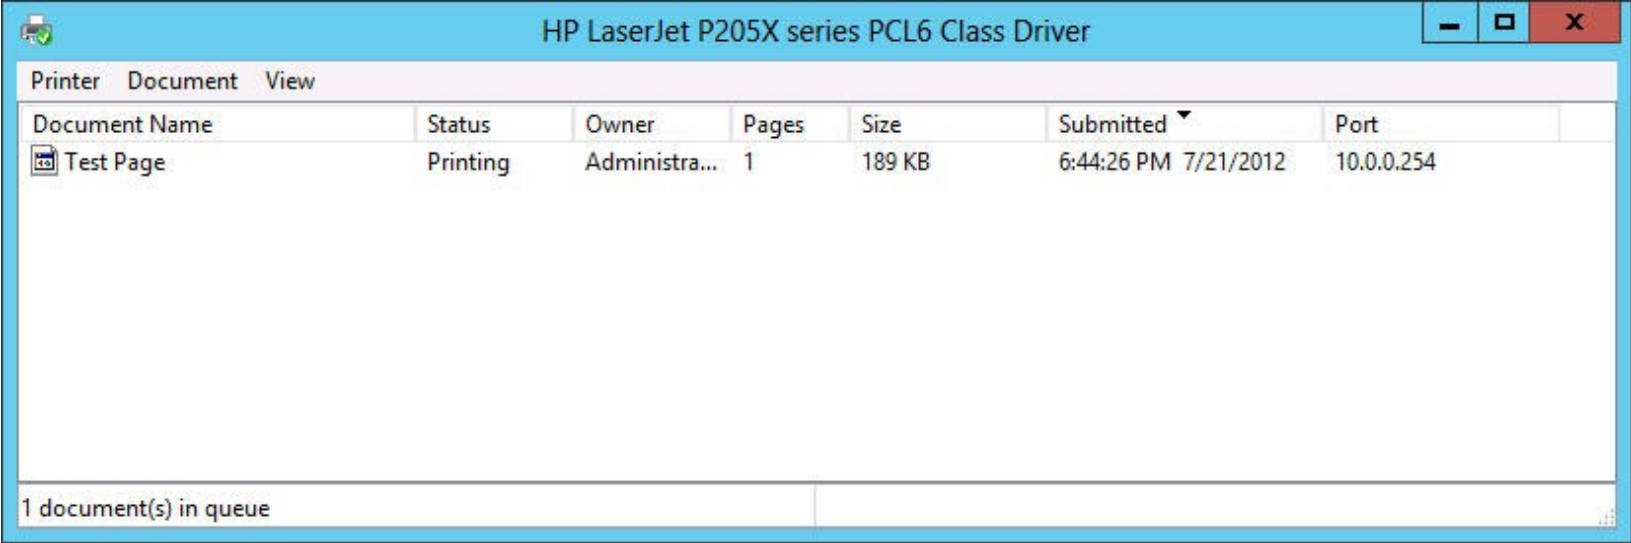 HP LaserJet P205X series PCL6 Class Driver
Printer Document View
Document Name Status Owner Pages Size Submitted Port
Test Page Printing Administra... 1 189 KB 6:44:26 PM 7/21/2012 10.0.0.254
1 document(s) in queue